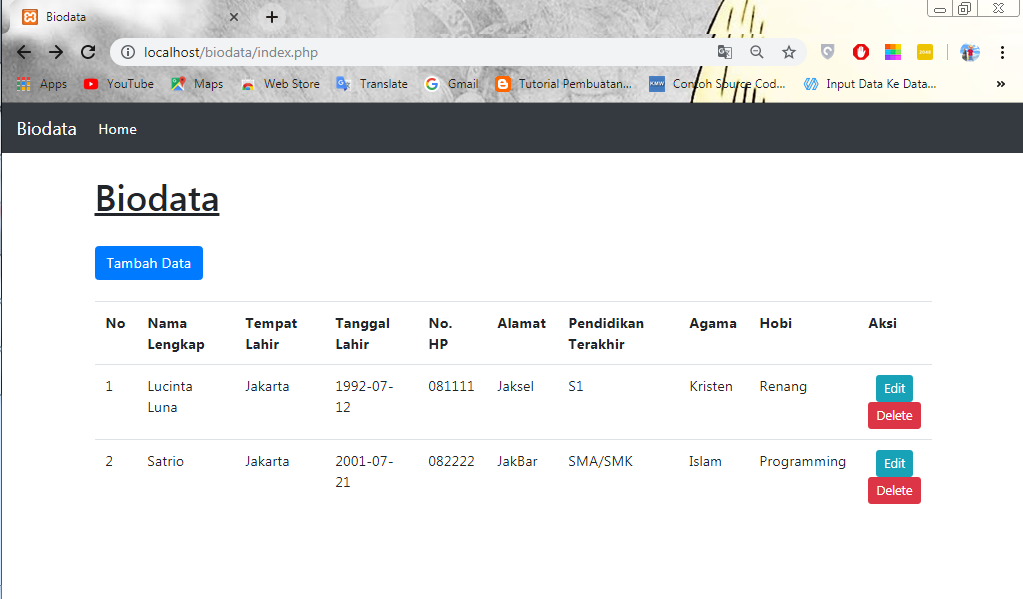 Biodata
localhost/biodata/index.php
Apps YouTube Maps Web Store Translate Gmail Tutorial Pembuatan... Contoh Source Cod... Input Data Ke Data... »
Biodata Home
Biodata
Tambah Data
No Nama Lengkap Tempat Lahir Tanggal Lahir No. HP Alamat Pendidikan Terakhir Agama Hobi Aksi
1 Lucinta Luna Jakarta 1992-07-12 081111 Jaksel S1 Kristen Renang Edit Delete
2 Satrio Jakarta 2001-07-21 082222 JakBar SMA/SMK Islam Programming Edit Delete